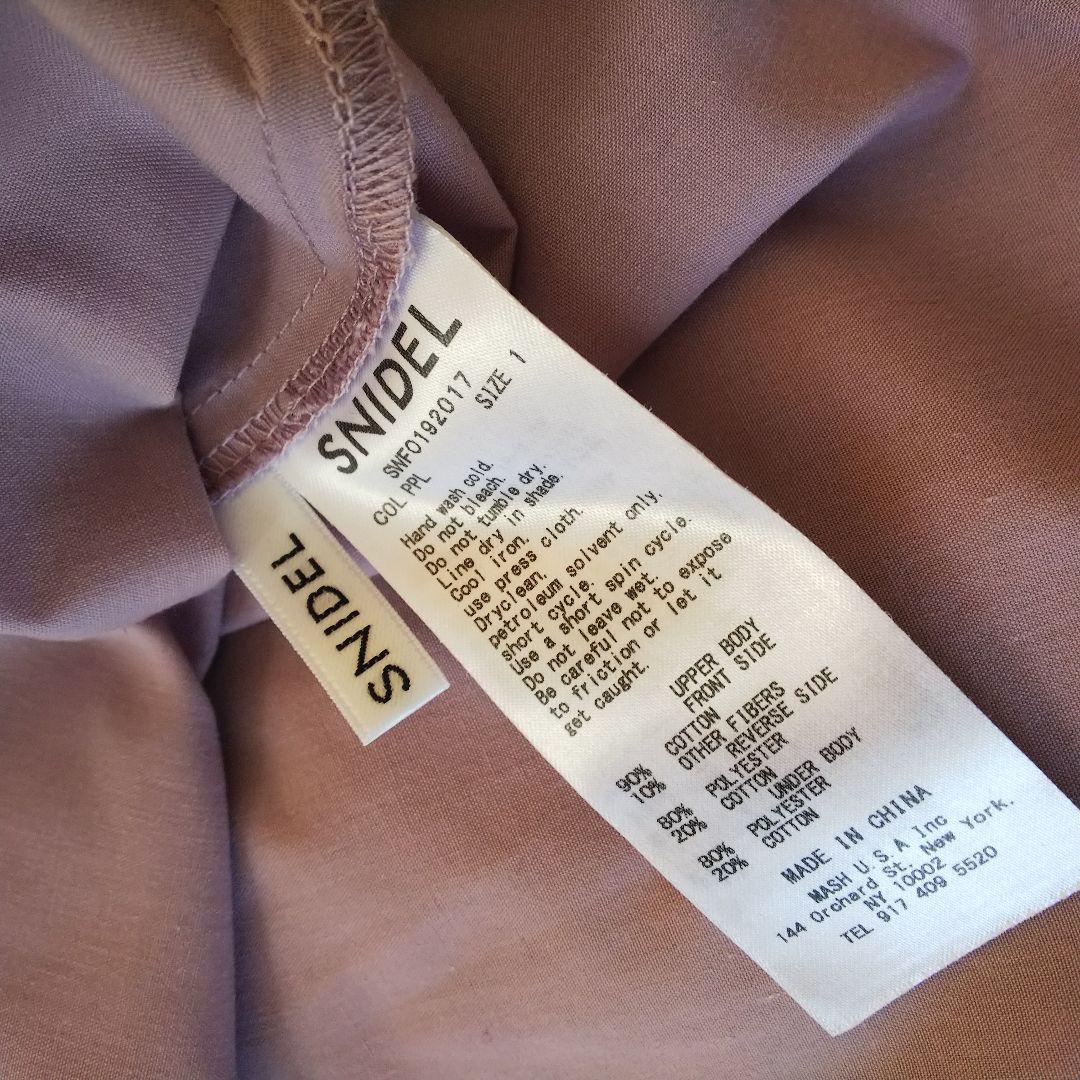 SNIDEL
SWFO192017
SIZE 1
COL PPL
Hand wash cold.
Do not bleach.
Do not tumble dry.
Line dry in shade.
Cool iron.
use press cloth.
Dryclean.
petroleum solvent only.
short cycle.
Use a short spin cycle.
Do not leave wet.
Be careful not to expose
to friction or let it
get caught.
UPPER BODY
FRONT SIDE
90% COTTON
10% OTHER FIBERS
REVERSE SIDE
80% POLYESTER
20% COTTON
UNDER BODY
80% POLYESTER
20% COTTON
MADE IN CHINA
MASH U.S.A Inc
144 Orchard St. New York.
NY 10002
TEL 917 409 5520
SNIDEL